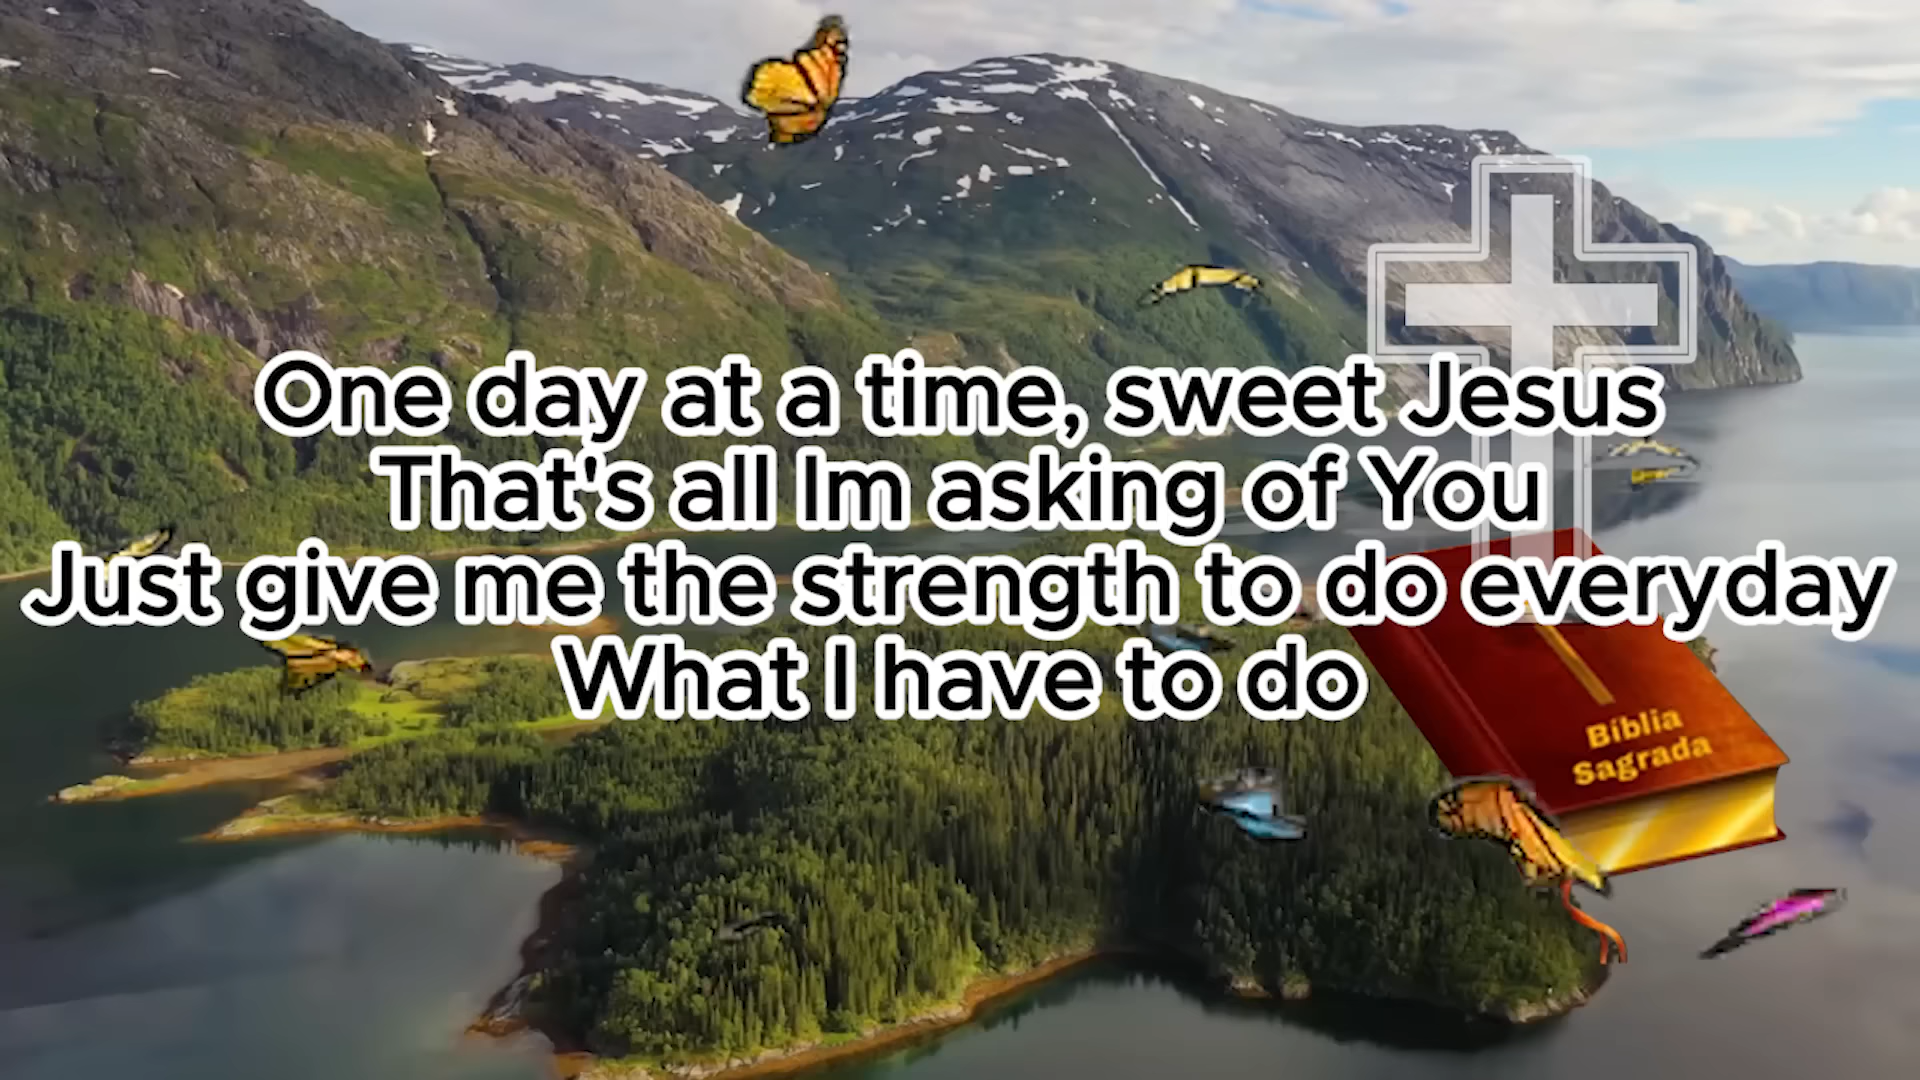 One day at a time, sweet Jesus
That's all Im asking of You
Just give me the strength to do everyday
What I have to do
Bíblia
Sagrada